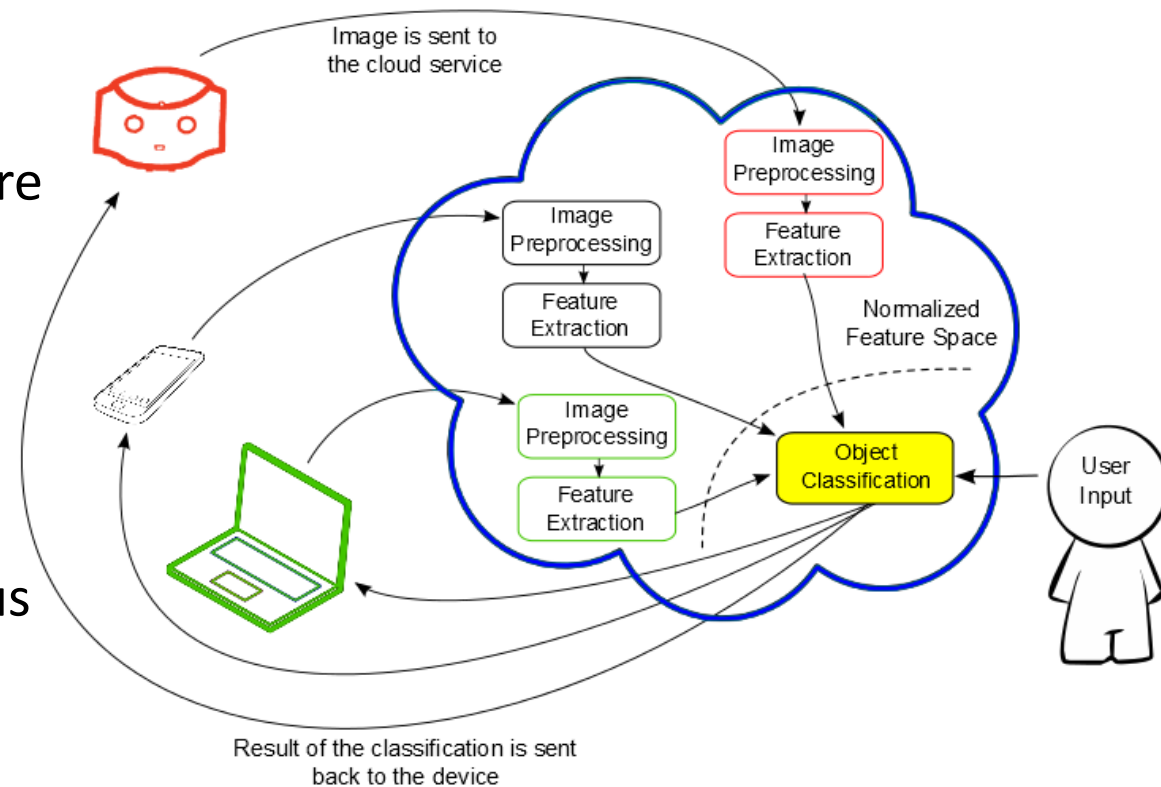 Image is sent to
the cloud service
Image
Preprocessing
Feature
Extraction
re
Image
Preprocessing
Feature
Extraction
Normalized
Feature Space
Image
Preprocessing
Feature
Extraction
Object
Classification
User
Input
us
Result of the classification is sent
back to the device